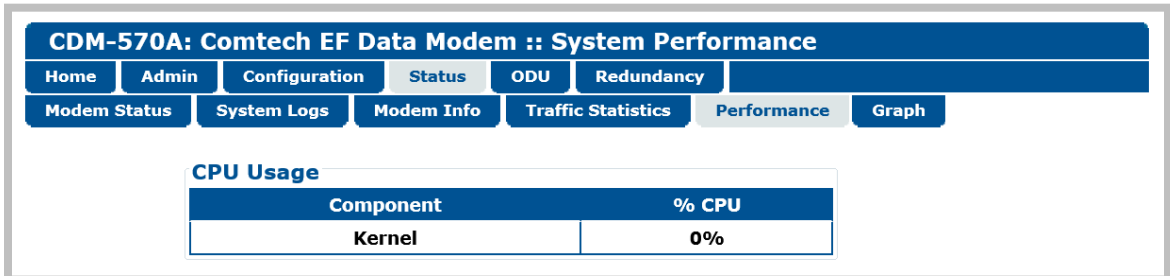 CDM-570A: Comtech EF Data Modem :: System Performance
Home Admin Configuration Status ODU Redundancy
Modem Status System Logs Modem Info Traffic Statistics Performance Graph
CPU Usage
Component % CPU
Kernel 0%